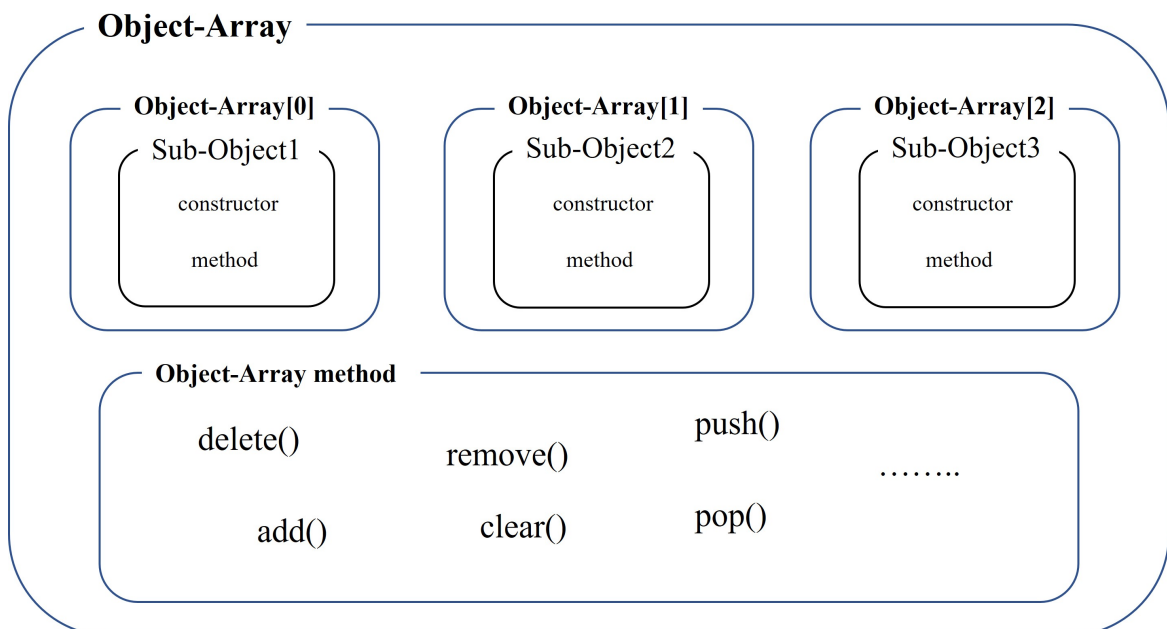 Object-Array
Object-Array[0]
Object-Array[1]
Object-Array[2]
Sub-Object1
Sub-Object2
Sub-Object3
constructor
constructor
constructor
method
method
method
Object-Array method
delete()
remove()
push()
……..
add()
clear()
pop()